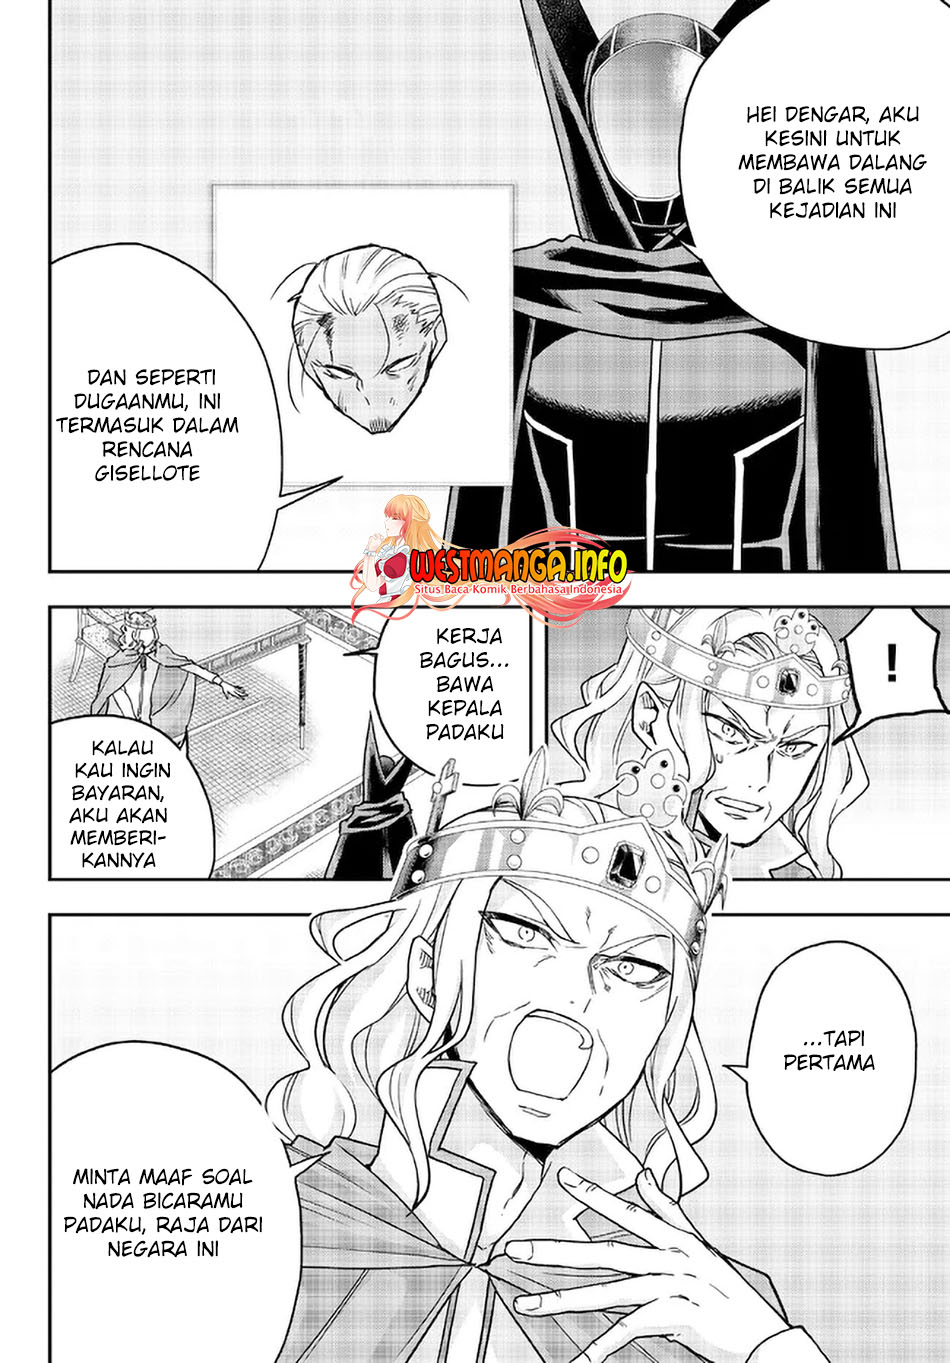 HEI DENGAR, AKU
KESINI UNTUK
MEMBAWA DALANG
DI BALIK SEMUA
KEJADIAN INI
DAN SEPERTI
DUGAANMU, INI
TERMASUK DALAM
RENCANA
GISELLOTE
WESTMANGA.INFO
Situs Baca Komik Berbahasa Indonesia
!
KERJA
BAGUS...
BAWA
KEPALA
PADAKU
KALAU
KAU INGIN
BAYARAN,
AKU AKAN
MEMBERI-
KANNYA
...TAPI
PERTAMA
MINTA MAAF SOAL
NADA BICARAMU
PADAKU, RAJA DARI
NEGARA INI